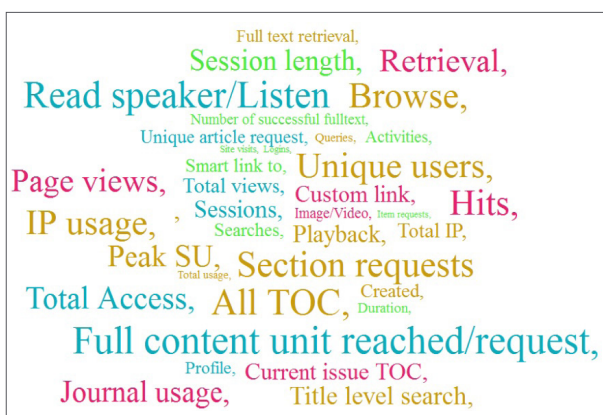 Full text retrieval,
Session length, Retrieval,
Read speaker/Listen Browse,
Number of successful fulltext,
Unique article request, Queries, Activities,
Site visits, Logins,
Smart link to, Unique users,
Page views, Total views,
Custom link, Hits,
IP usage, , Sessions, Image/Video, Item requests,
Searches, Playback, Total IP,
Peak SU, Section requests
Total usage,
Total Access, All TOC, Created,
Duration,
Full content unit reached/request,
Profile, Current issue TOC,
Journal usage, Title level search,